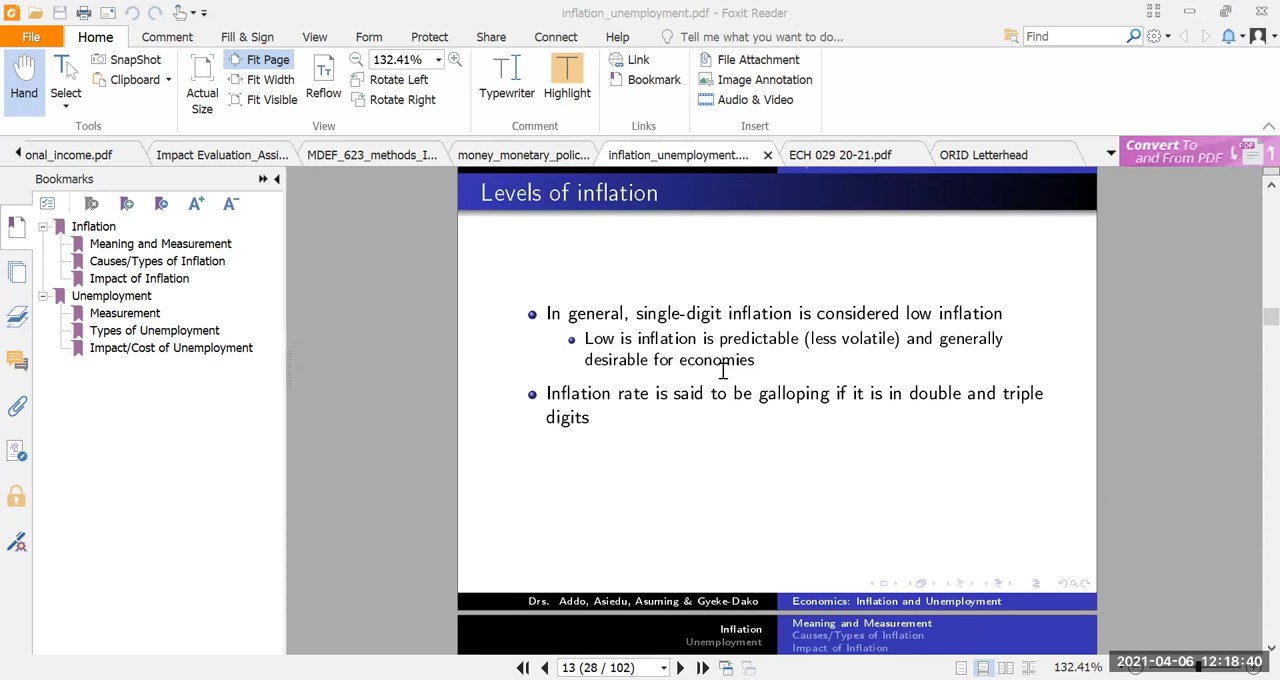 inflation_unemployment.pdf - Foxit Reader
File Home Comment Fill & Sign View Form Protect Share Connect Help Tell me what you want to do... Find
Hand
Select
SnapShot
Clipboard
Tools
Actual
Size
Fit Page
Fit Width
Fit Visible
Reflow
132.41%
Rotate Left
Rotate Right
View
Typewriter
Highlight
Comment
Link
Bookmark
Links
File Attachment
Image Annotation
Audio & Video
Insert
onal_income.pdf Impact Evaluation_Assi... MDEF_623_methods_I... money_monetary_polic... inflation_unemployment.... ECH 029 20-21.pdf ORID Letterhead
Convert To
and From PDF
PDF
Bookmarks
Inflation
Meaning and Measurement
Causes/Types of Inflation
Impact of Inflation
Unemployment
Measurement
Types of Unemployment
Impact/Cost of Unemployment
Levels of inflation
In general, single-digit inflation is considered low inflation
Low is inflation is predictable (less volatile) and generally
desirable for economies
Inflation rate is said to be galloping if it is in double and triple
digits
Drs. Addo, Asiedu, Asuming & Gyeke-Dako Economics: Inflation and Unemployment
Inflation
Unemployment
Meaning and Measurement
Causes/Types of Inflation
Impact of Inflation
13 (28 / 102)
132.41%
2021-04-06 12:18:40